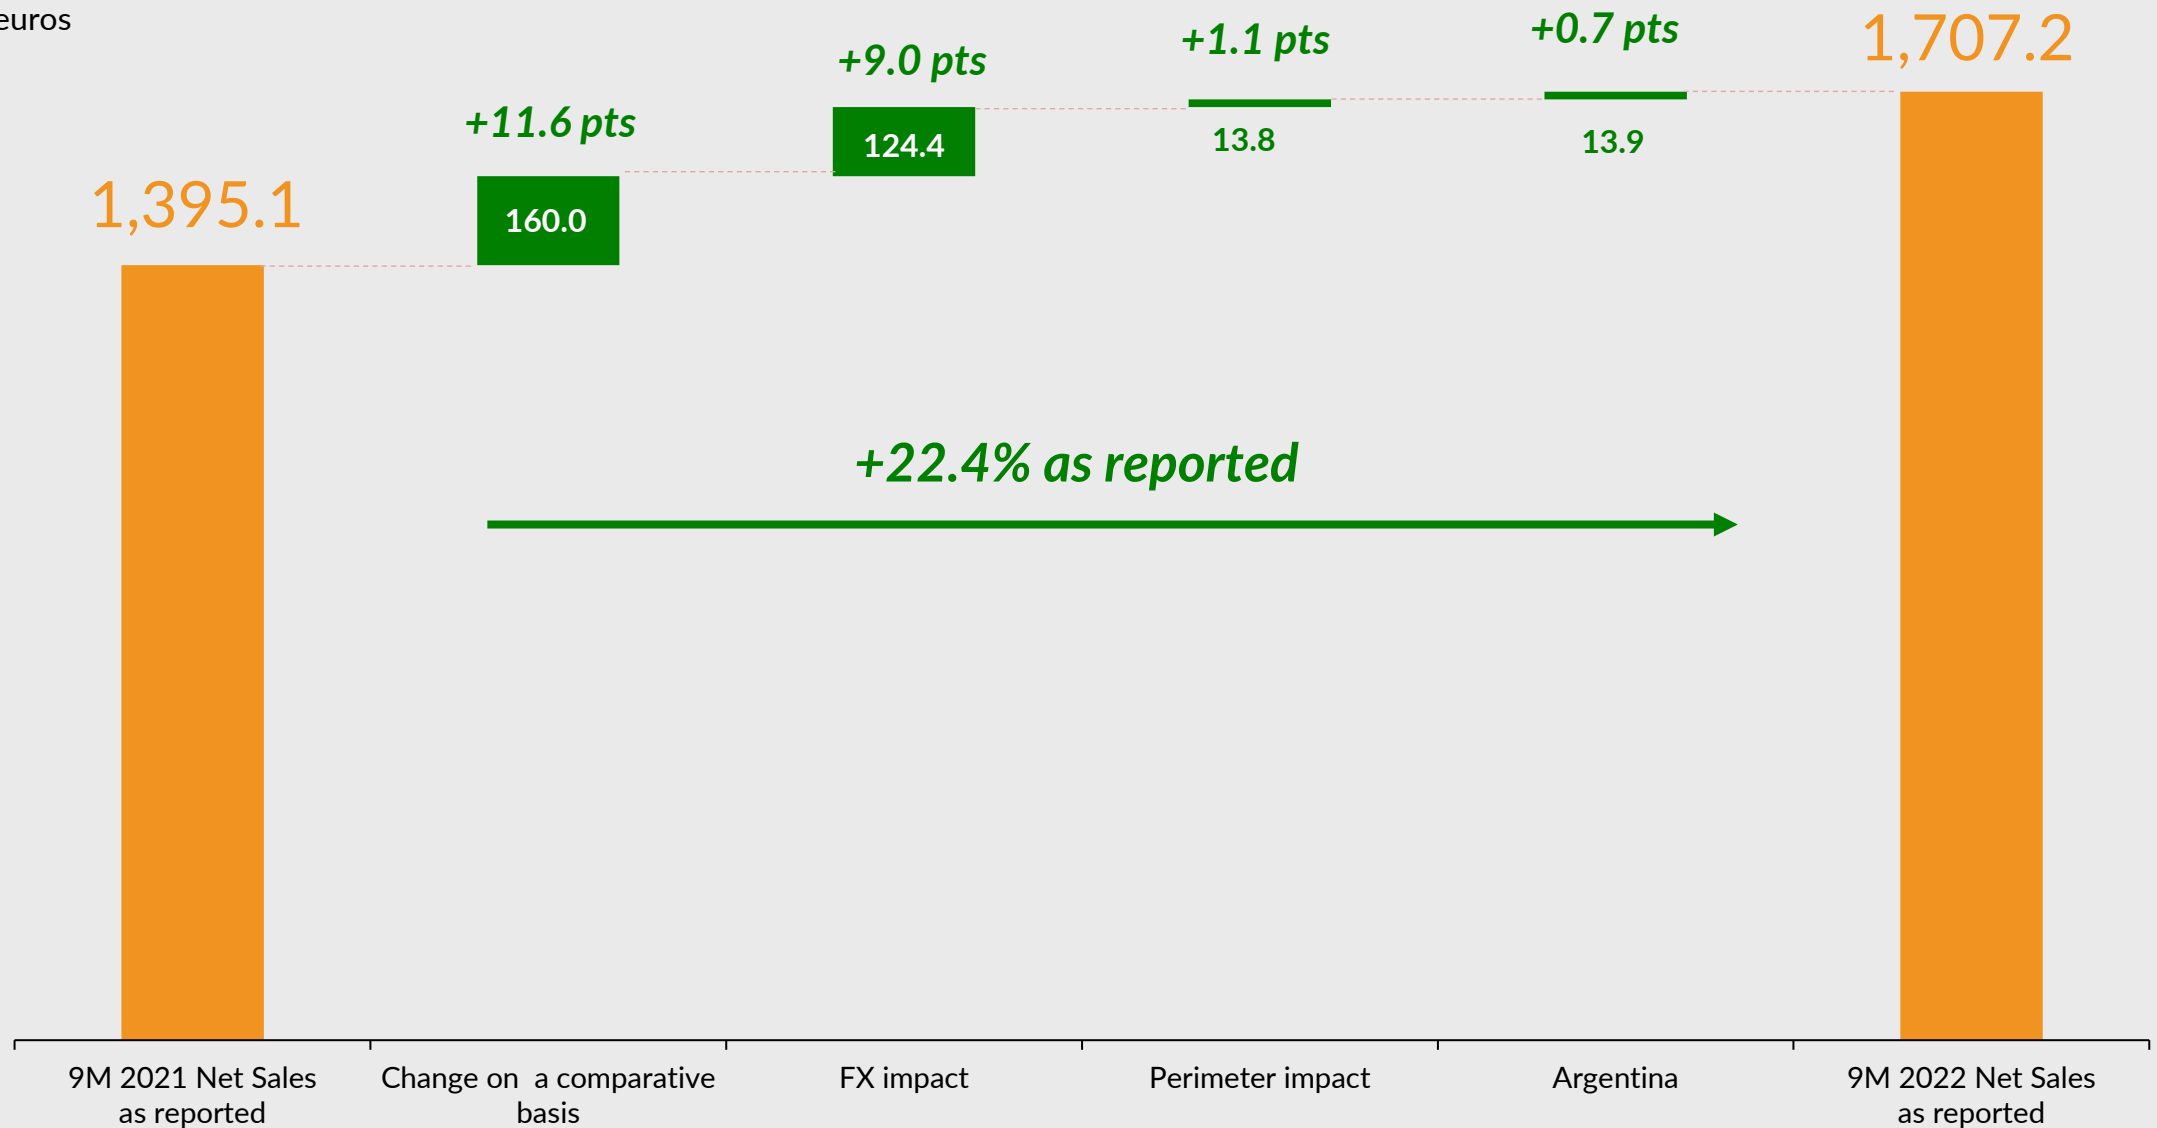 euros
+11.6 pts
+9.0 pts
+1.1 pts
+0.7 pts
1,707.2
1,395.1
160.0
124.4
13.8
13.9
+22.4% as reported
9M 2021 Net Sales
as reported
Change on  a comparative
basis
FX impact
Perimeter impact
Argentina
9M 2022 Net Sales
as reported